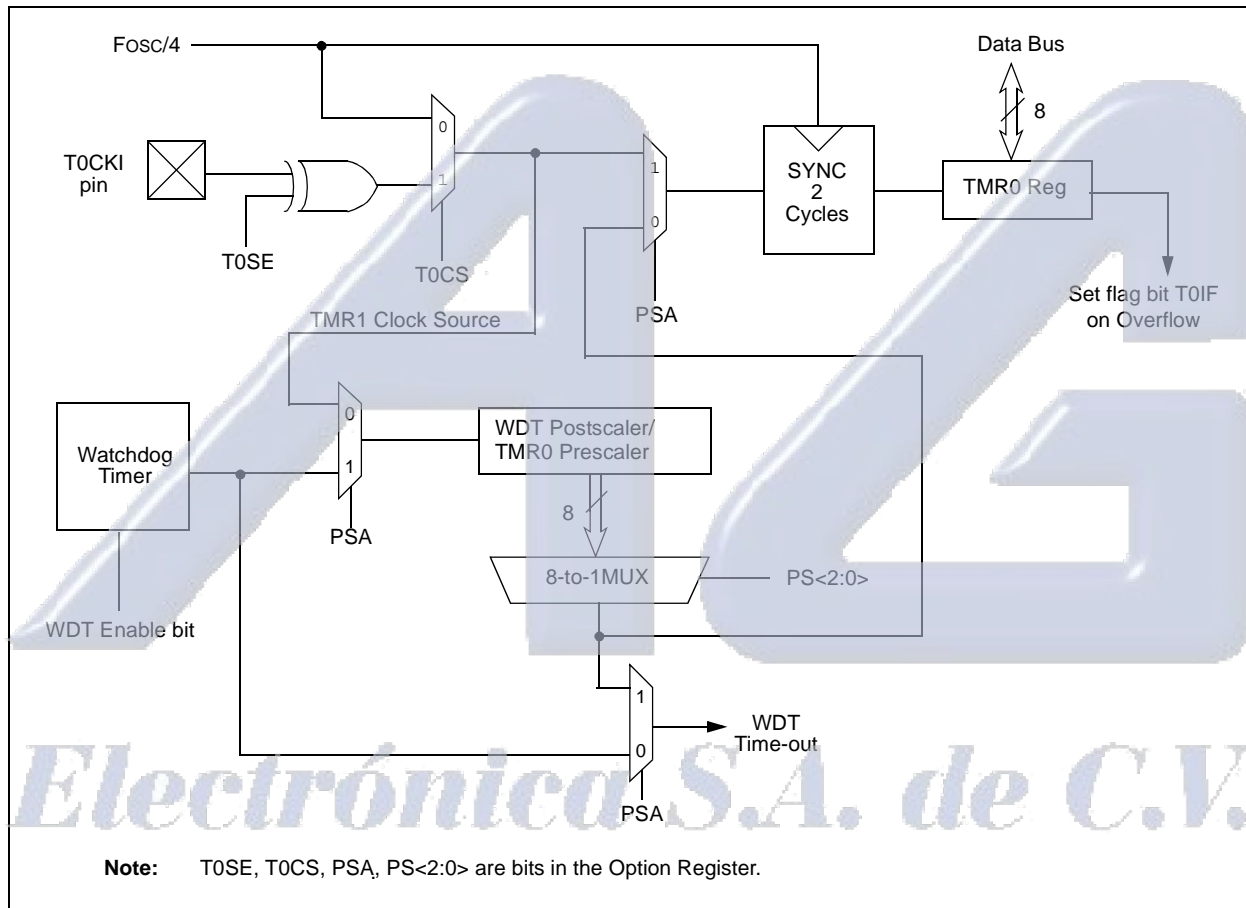 FOSC/4
Data Bus
8
0
1
T0CKI
pin
T0SE
T0CS
1
0
PSA
SYNC
2
Cycles
TMR0 Reg
Set flag bit T0IF
on Overflow
TMR1 Clock Source
Watchdog
Timer
0
1
PSA
WDT Postscaler/
TMR0 Prescaler
8
8-to-1MUX
PS<2:0>
WDT Enable bit
1
0
WDT
Time-out
PSA
AG
Electrónica S.A. de C.V.
Note: T0SE, T0CS, PSA, PS<2:0> are bits in the Option Register.